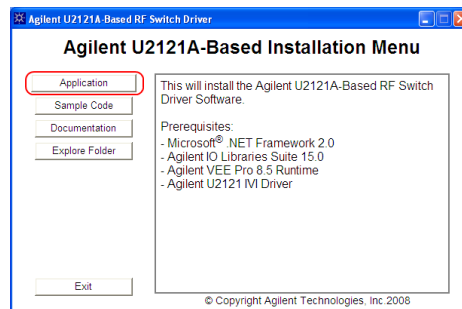 Agilent U2121A-Based RF Switch Driver
Agilent U2121A-Based Installation Menu
Application
Sample Code
Documentation
Explore Folder
Exit
This will install the Agilent U2121A-Based RF Switch
Driver Software.
Prerequisites:
- Microsoft® .NET Framework 2.0
- Agilent IO Libraries Suite 15.0
- Agilent VEE Pro 8.5 Runtime
- Agilent U2121 IVI Driver
© Copyright Agilent Technologies, Inc.2008